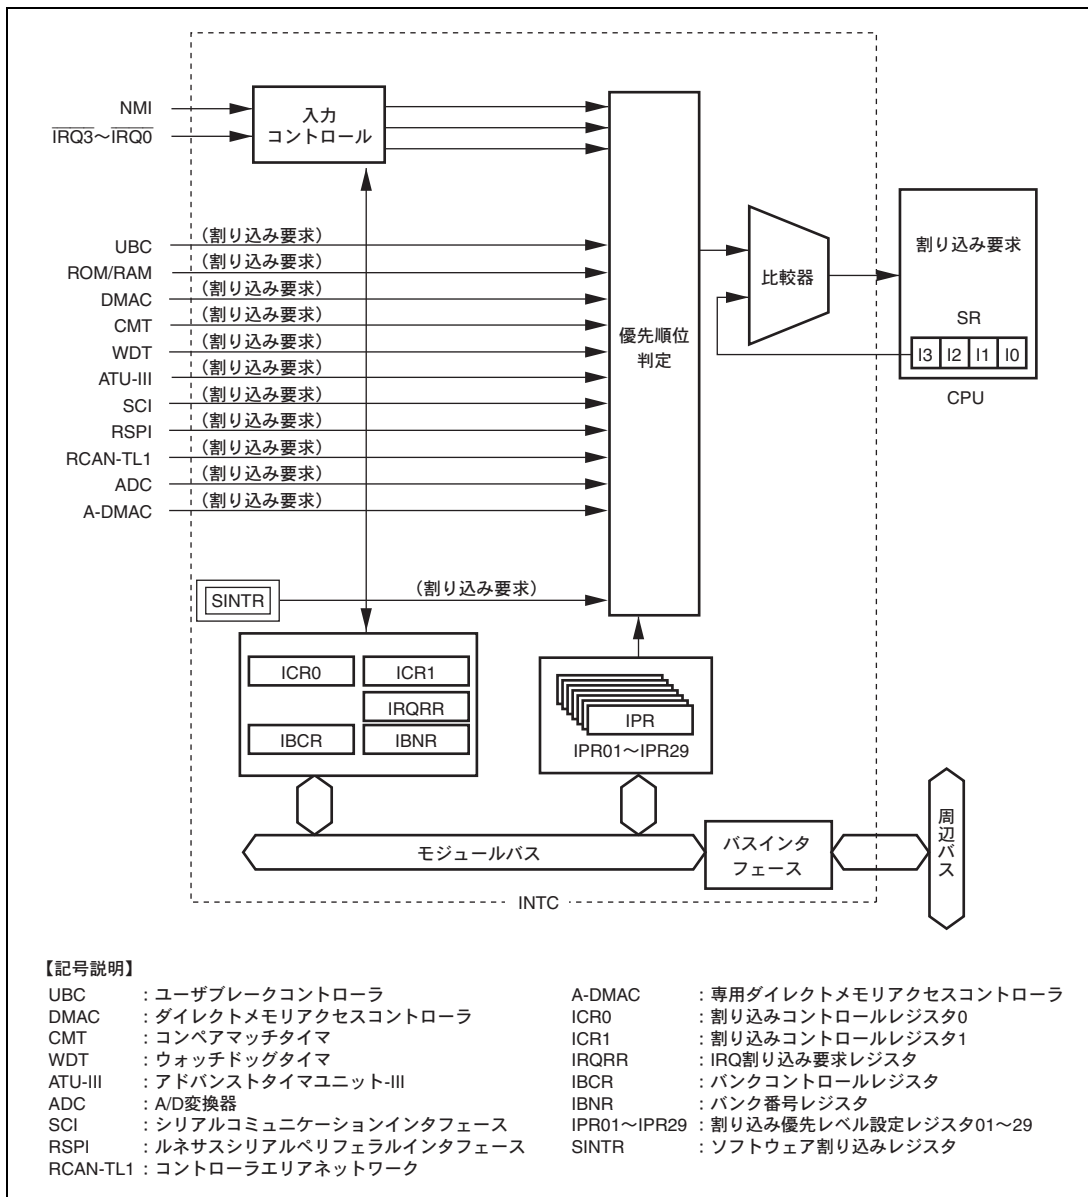 NMI
IRQ3～IRQ0
入力
コントロール
UBC
（割り込み要求）
ROM/RAM
（割り込み要求）
DMAC
（割り込み要求）
CMT
（割り込み要求）
WDT
（割り込み要求）
ATU-III
（割り込み要求）
SCI
（割り込み要求）
RSPI
（割り込み要求）
RCAN-TL1
（割り込み要求）
ADC
（割り込み要求）
A-DMAC
（割り込み要求）
優先順位
判定
比較器
割り込み要求
SR
I3 I2 I1 I0
CPU
SINTR
（割り込み要求）
ICR0
ICR1
IRQRR
IBCR
IBNR
IPR
IPR01～IPR29
モジュールバス
バスインタ
フェース
周辺バス
INTC
【記号説明】
UBC ：ユーザブレークコントローラ
DMAC ：ダイレクトメモリアクセスコントローラ
CMT ：コンペアマッチタイマ
WDT ：ウォッチドッグタイマ
ATU-III ：アドバンストタイマユニット-III
ADC ：A/D変換器
SCI ：シリアルコミュニケーションインタフェース
RSPI ：ルネサスシリアルペリフェラルインタフェース
RCAN-TL1 ：コントローラエリアネットワーク
A-DMAC ：専用ダイレクトメモリアクセスコントローラ
ICR0 ：割り込みコントロールレジスタ0
ICR1 ：割り込みコントロールレジスタ1
IRQRR ：IRQ割り込み要求レジスタ
IBCR ：バンクコントロールレジスタ
IBNR ：バンク番号レジスタ
IPR01～IPR29 ：割り込み優先レベル設定レジスタ01～29
SINTR ：ソフトウェア割り込みレジスタ